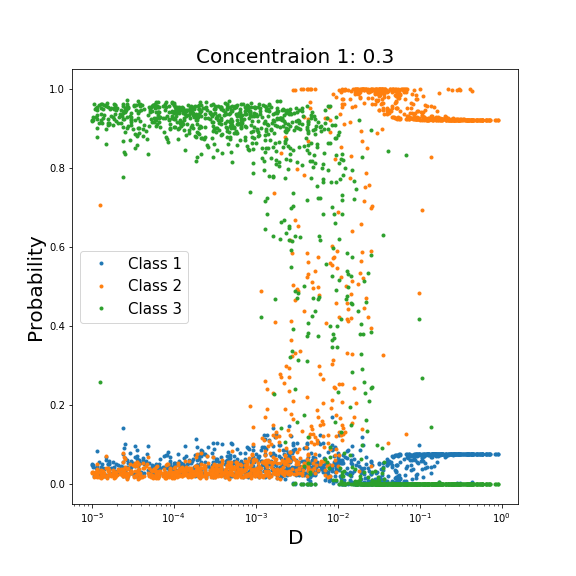 Concentraion 1: 0.3
1.0
0.8
0.6
0.4
0.2
0.0
Probability
Class 1
Class 2
Class 3
10⁻⁵
10⁻⁴
10⁻³
10⁻²
10⁻¹
10⁰
D